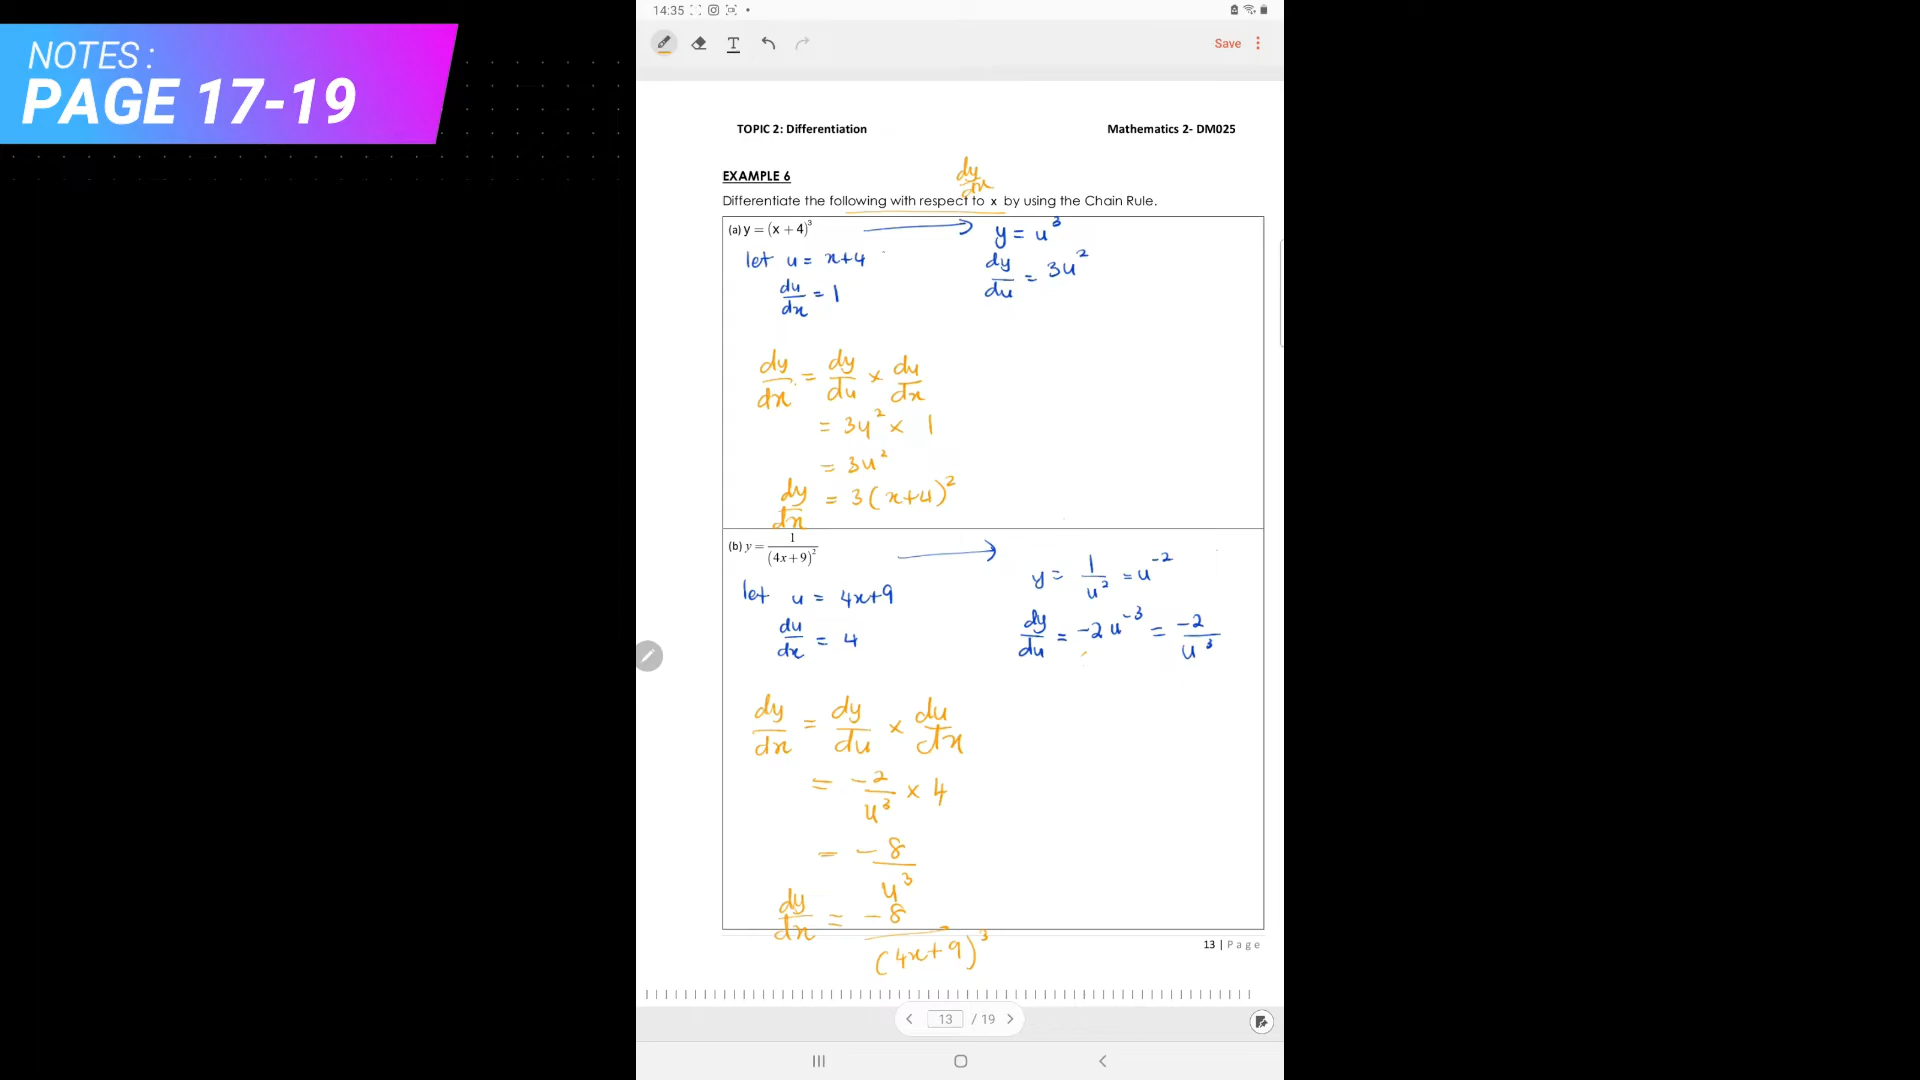 NOTES :
PAGE 17-19
14:35
Save
TOPIC 2: Differentiation Mathematics 2- DM025
EXAMPLE 6
dy/dx
Differentiate the following with respect to x by using the Chain Rule.
(a) y = (x + 4)³ y = u³
let u = x+4 dy/du = 3u²
du/dx = 1
dy/dx = dy/du × du/dx
= 3u² × 1
= 3u²
dy/dx = 3(x+4)²
(b) y = 1/(4x+9)² y = 1/u² = u⁻²
let u = 4x+9
du/dx = 4 dy/du = -2u⁻³ = -2/u³
dy/dx = dy/du × du/dx
= -2/u³ × 4
= -8/u³
dy/dx = -8/(4x+9)³
13 | Page
13 / 19